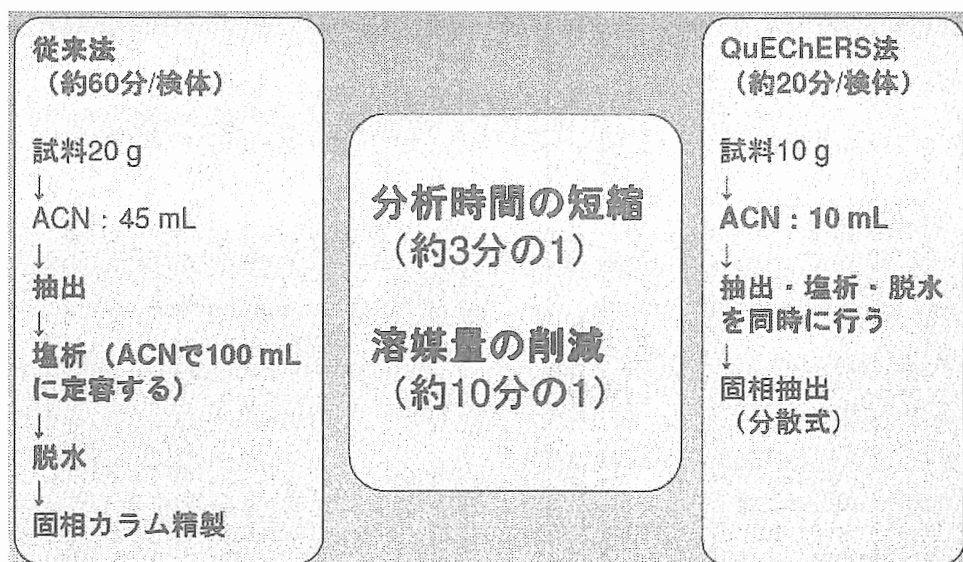 従来法
（約60分/検体）
試料20 g
↓
ACN：45 mL
↓
抽出
↓
塩析（ACNで100 mL
に定容する）
↓
脱水
↓
固相カラム精製
分析時間の短縮
（約3分の1）
溶媒量の削減
（約10分の1）
QuEChERS法
（約20分/検体）
試料10 g
↓
ACN：10 mL
↓
抽出・塩析・脱水
を同時に行う
↓
固相抽出
（分散式）